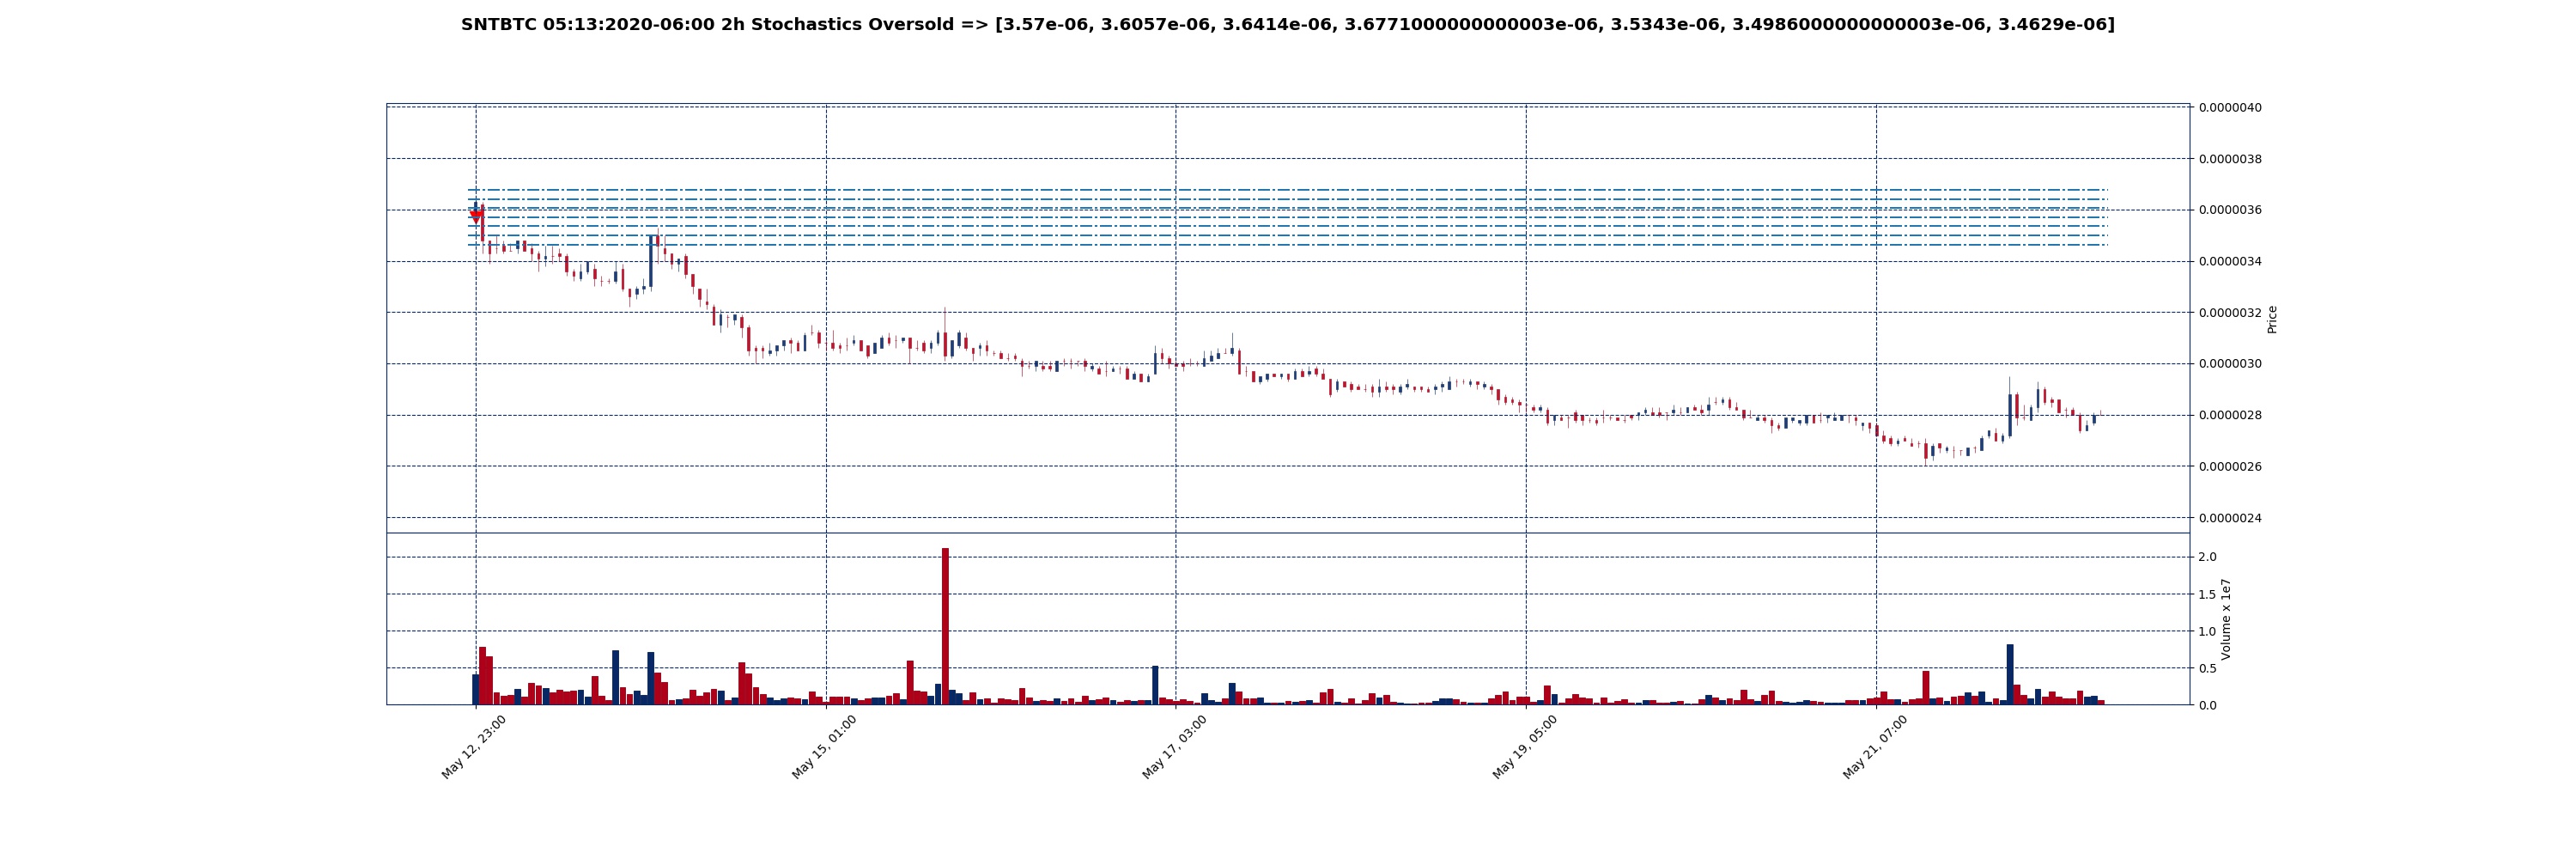 SNTBTC 05:13:2020-06:00 2h Stochastics Oversold => [3.57e-06, 3.6057e-06, 3.6414e-06, 3.6771000000000003e-06, 3.5343e-06, 3.4986000000000003e-06, 3.4629e-06]
0.0000040
0.0000038
0.0000036
0.0000034
0.0000032
0.0000030
0.0000028
0.0000026
0.0000024
Price
2.0
1.5
1.0
0.5
0.0
Volume x 1e7
May 12, 23:00
May 15, 01:00
May 17, 03:00
May 19, 05:00
May 21, 07:00